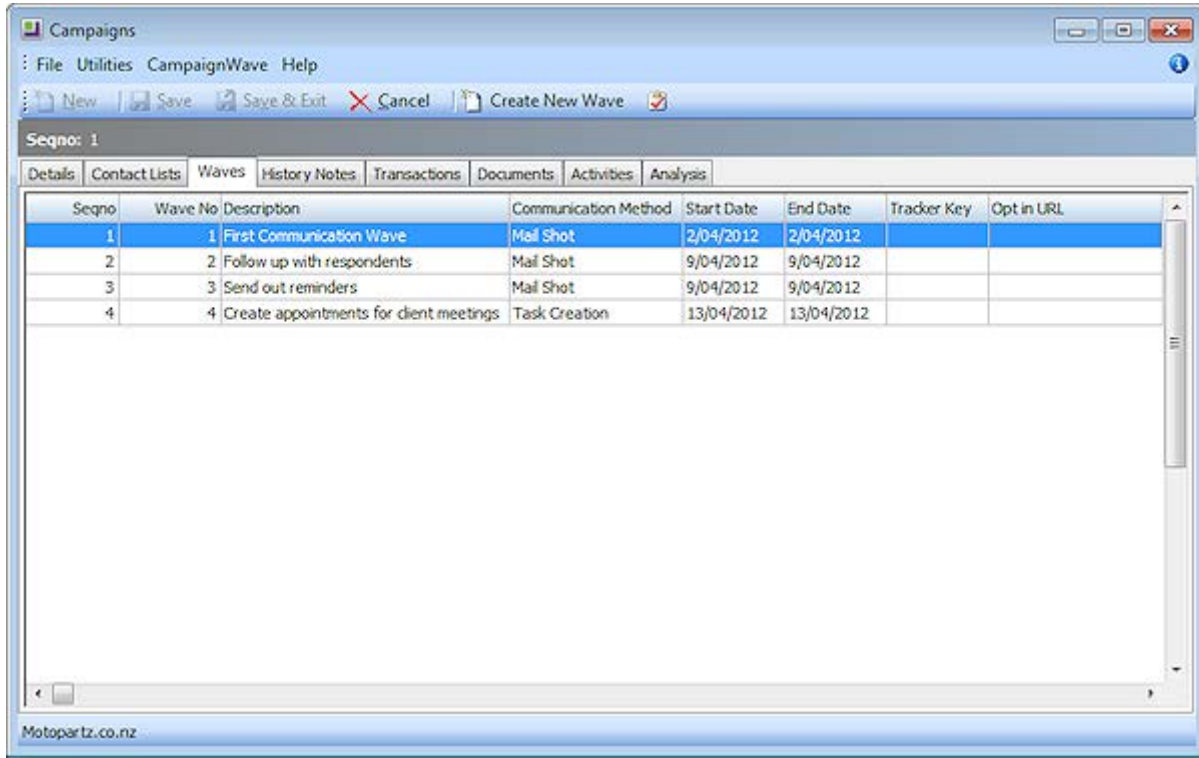 Campaigns
File Utilities CampaignWave Help
New Save Save & Exit Cancel Create New Wave
Seqno: 1
Details Contact Lists Waves History Notes Transactions Documents Activities Analysis
Seqno Wave No Description Communication Method Start Date End Date Tracker Key Opt in URL
1 1 First Communication Wave Mail Shot 2/04/2012 2/04/2012
2 2 Follow up with respondents Mail Shot 9/04/2012 9/04/2012
3 3 Send out reminders Mail Shot 9/04/2012 9/04/2012
4 4 Create appointments for client meetings Task Creation 13/04/2012 13/04/2012
Motopartz.co.nz